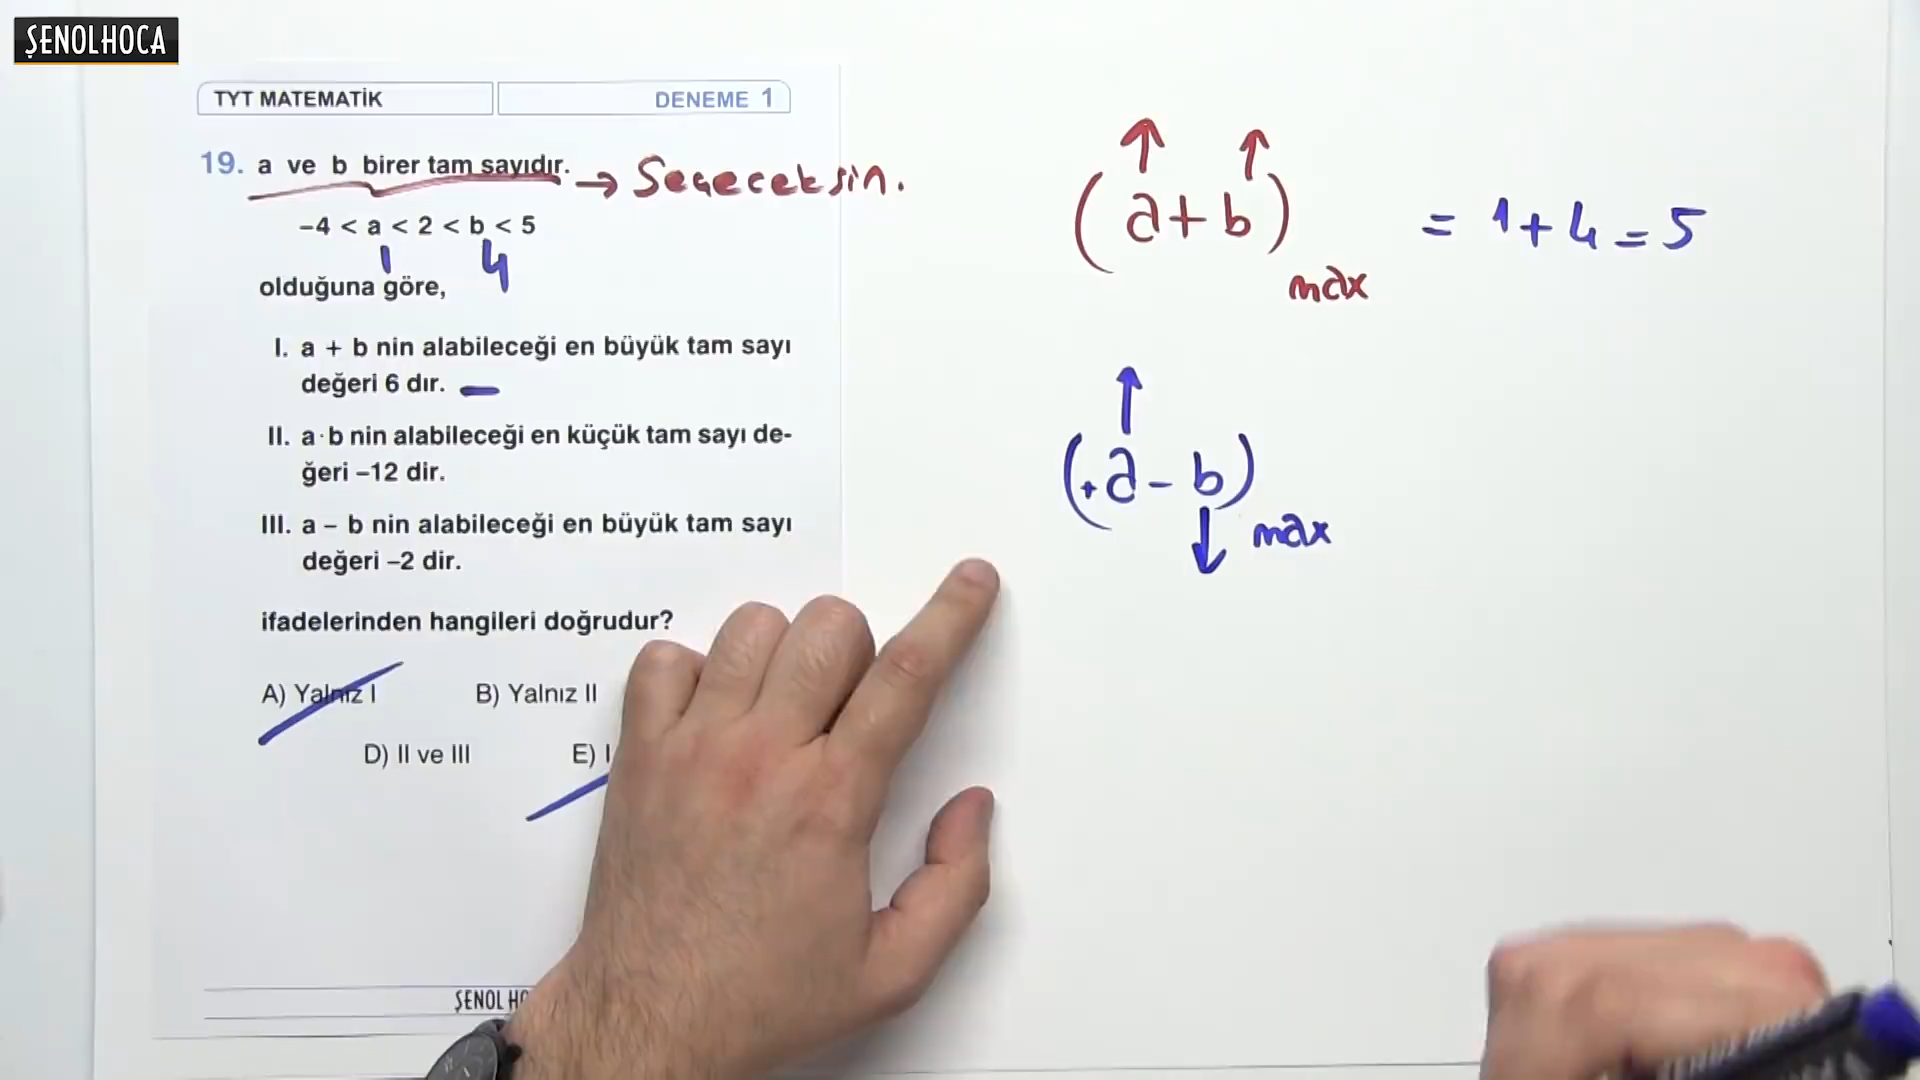 ŞENOLHOCA
TYT MATEMATİK
DENEME 1
19. a ve b birer tam sayıdır.
→ Seçeceksin.
-4 < a < 2 < b < 5
1 4
olduğuna göre,
I. a + b nin alabileceği en büyük tam sayı
değeri 6 dır. –
II. a·b nin alabileceği en küçük tam sayı de-
ğeri –12 dir.
III. a – b nin alabileceği en büyük tam sayı
değeri –2 dir.
ifadelerinden hangileri doğrudur?
A) Yalnız I B) Yalnız II
D) II ve III E) I
ŞENOL HO
(a+b) max = 1+4=5
(+a-b) max